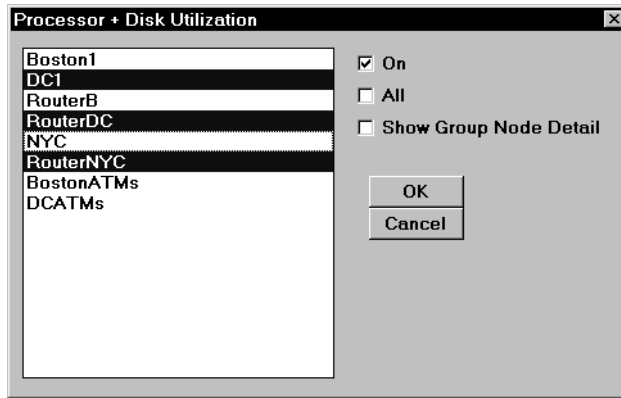 Processor + Disk Utilization
Boston1
DC1
RouterB
RouterDC
NYC
RouterNYC
BostonATMs
DCATMs
On
All
Show Group Node Detail
OK
Cancel